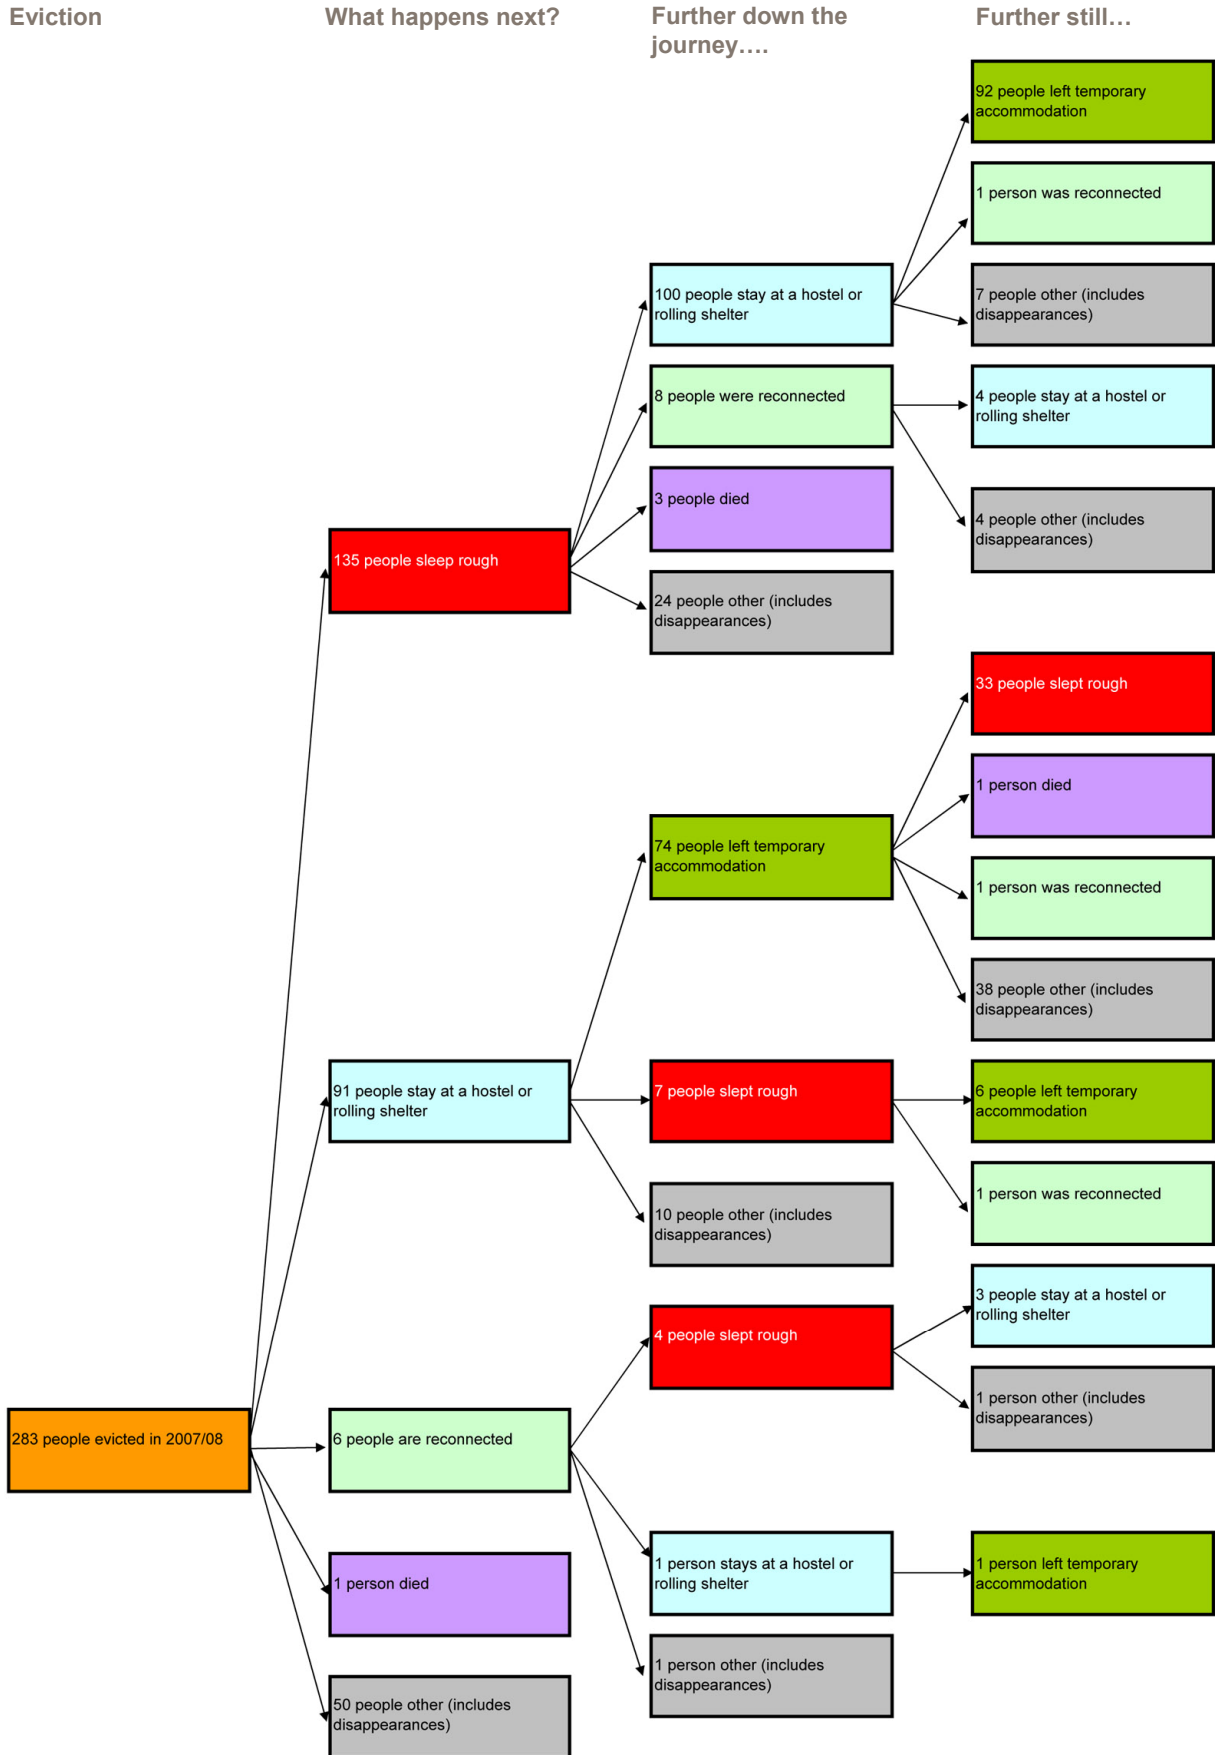 Eviction
What happens next?
Further down the
journey….
Further still…
92 people left temporary
accommodation
1 person was reconnected
100 people stay at a hostel or
rolling shelter
7 people other (includes
disappearances)
8 people were reconnected
4 people stay at a hostel or
rolling shelter
3 people died
4 people other (includes
disappearances)
135 people sleep rough
24 people other (includes
disappearances)
33 people slept rough
1 person died
74 people left temporary
accommodation
1 person was reconnected
38 people other (includes
disappearances)
91 people stay at a hostel or
rolling shelter
7 people slept rough
6 people left temporary
accommodation
1 person was reconnected
10 people other (includes
disappearances)
3 people stay at a hostel or
rolling shelter
4 people slept rough
1 person other (includes
disappearances)
283 people evicted in 2007/08
6 people are reconnected
1 person stays at a hostel or
rolling shelter
1 person left temporary
accommodation
1 person died
1 person other (includes
disappearances)
50 people other (includes
disappearances)